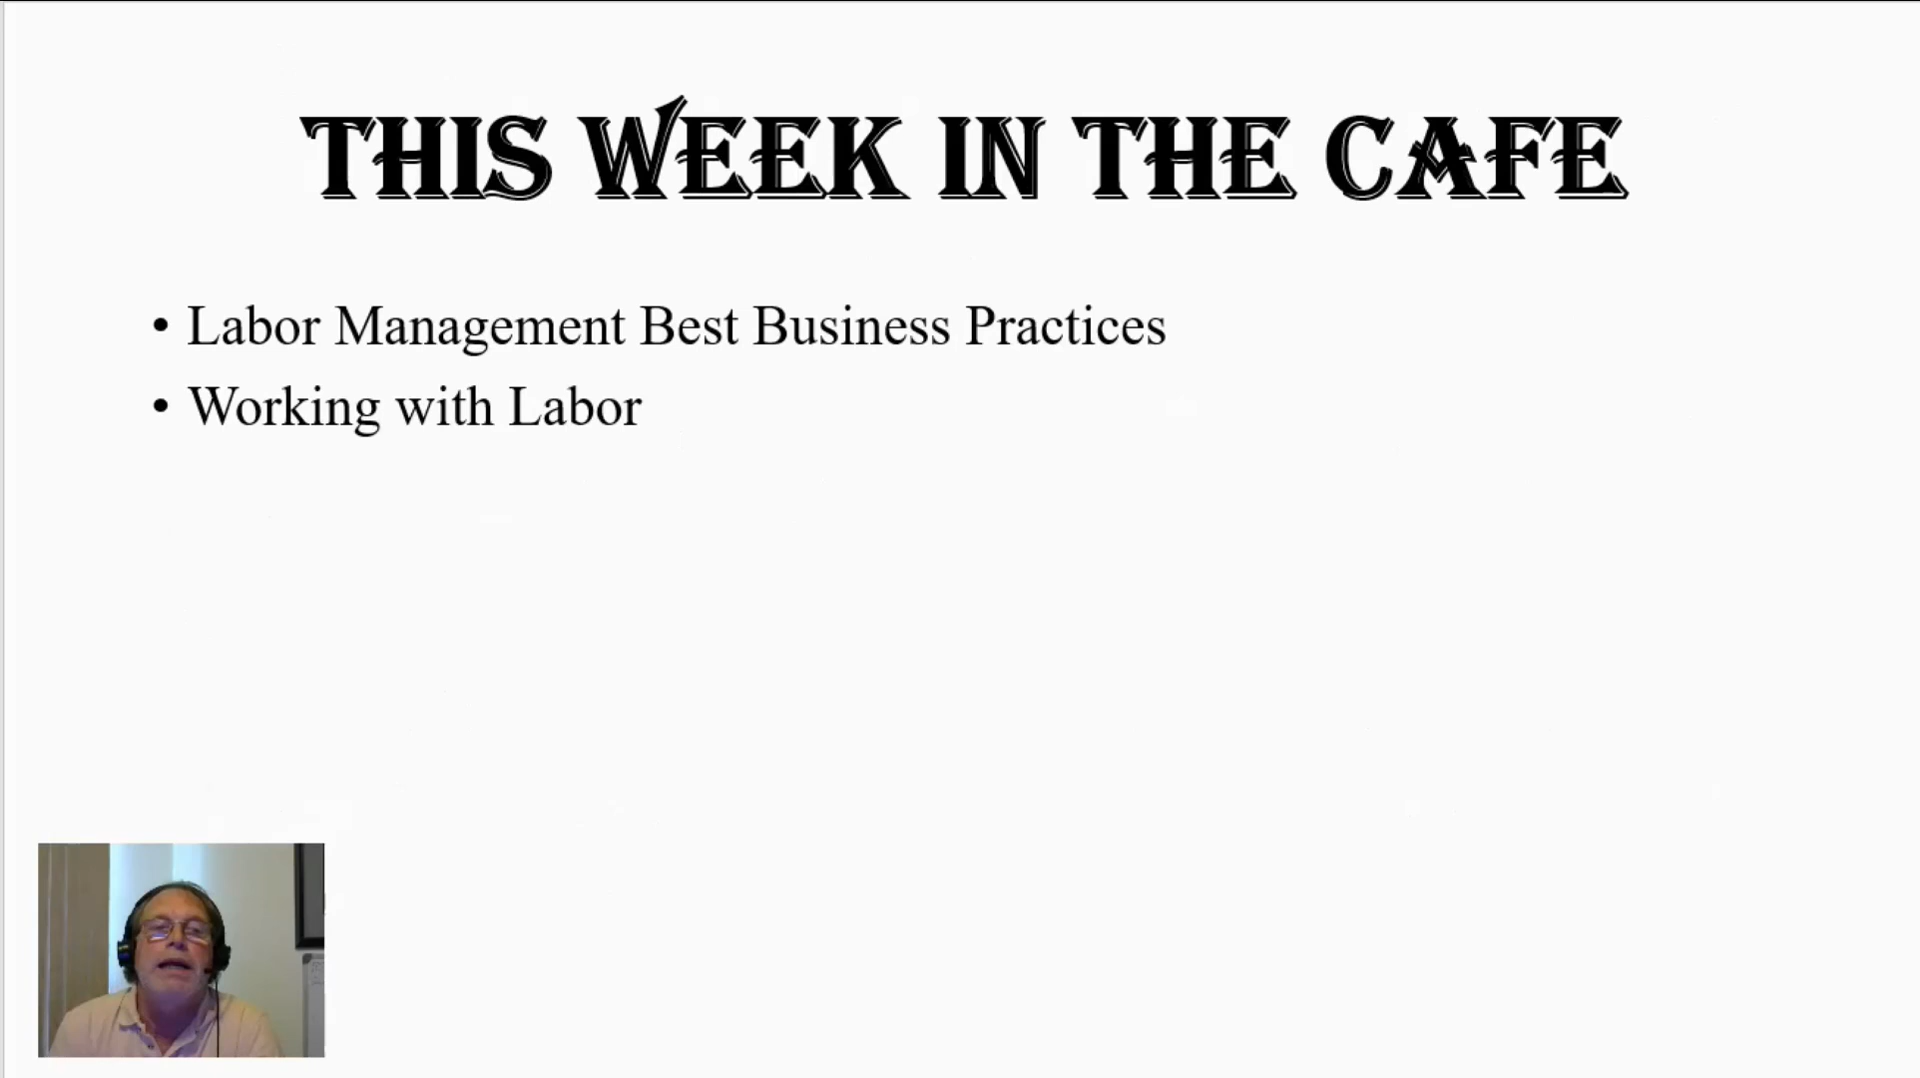 THIS WEEK IN THE CAFE
• Labor Management Best Business Practices
• Working with Labor